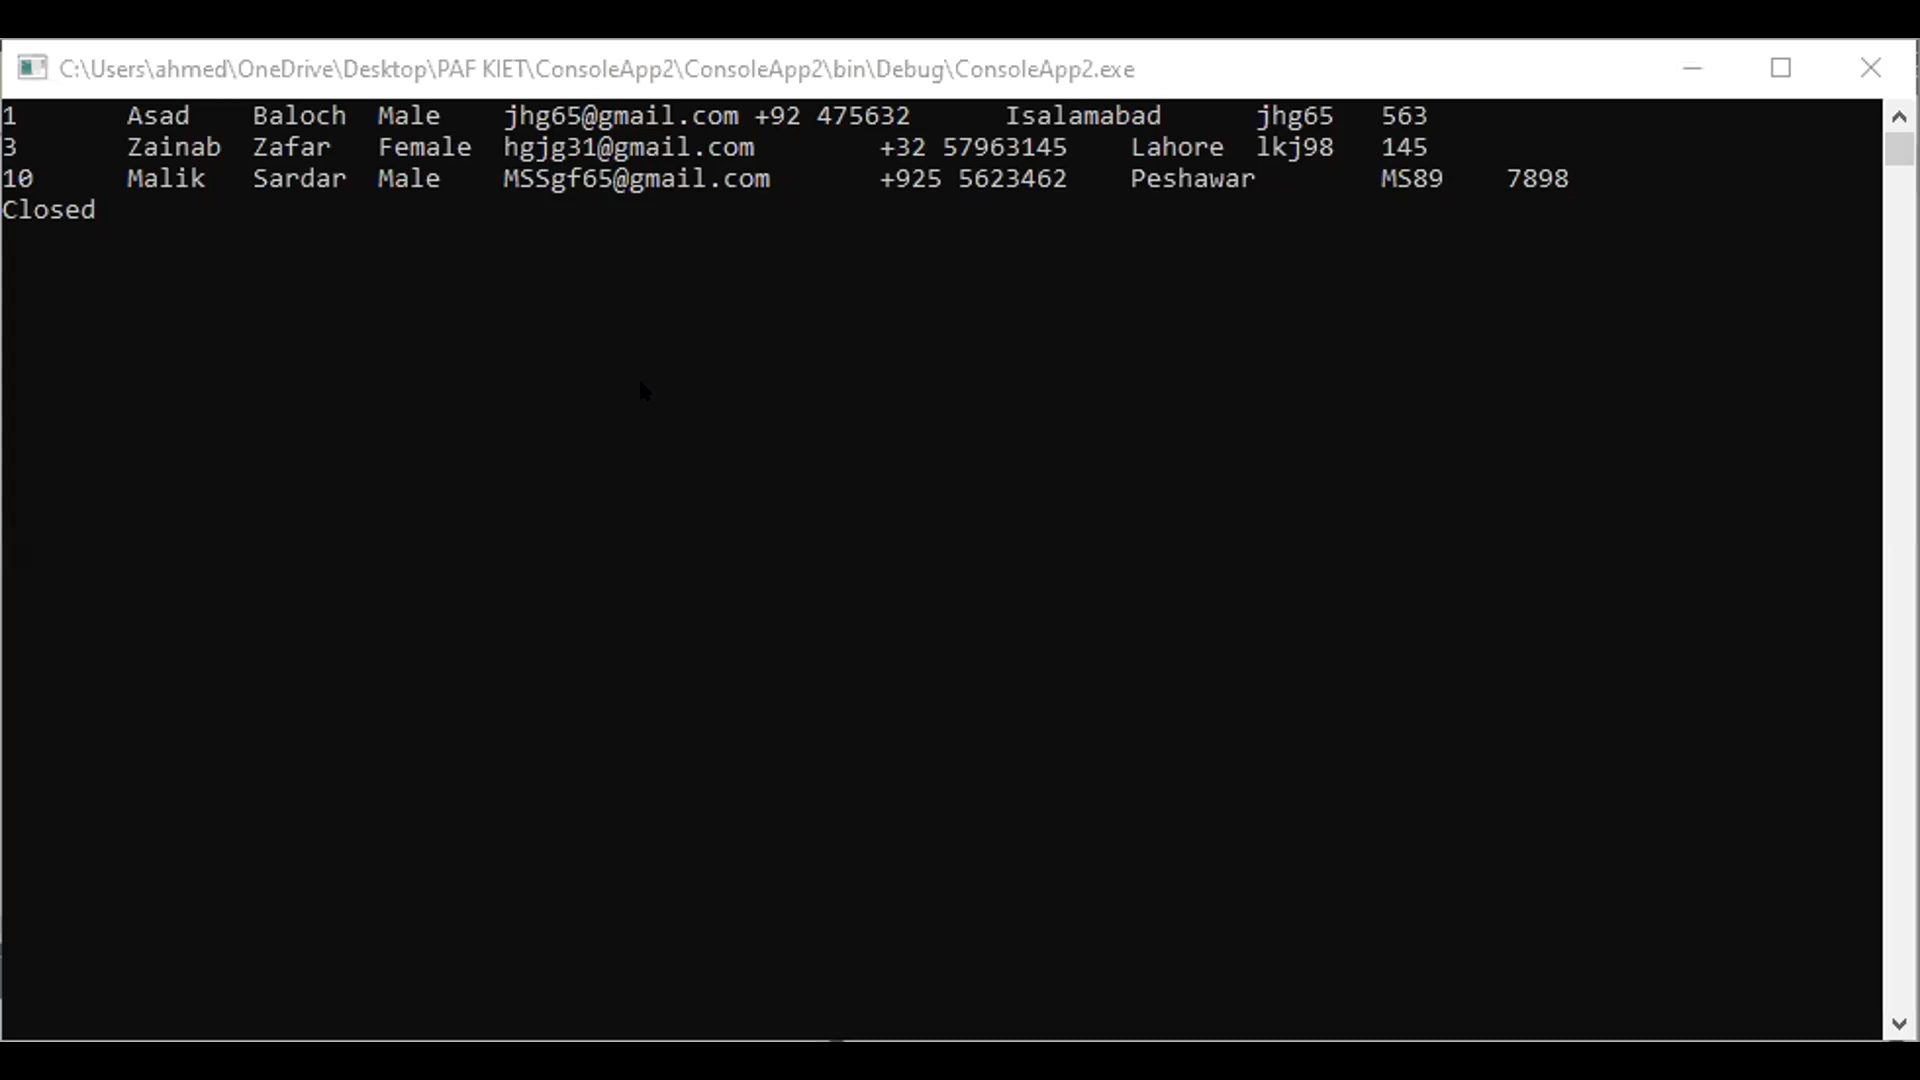 C:\Users\ahmed\OneDrive\Desktop\PAF KIET\ConsoleApp2\ConsoleApp2\bin\Debug\ConsoleApp2.exe
1 Asad Baloch Male jhg65@gmail.com +92 475632 Isalamabad jhg65 563
3 Zainab Zafar Female hgjg31@gmail.com +32 57963145 Lahore lkj98 145
10 Malik Sardar Male MSSgf65@gmail.com +925 5623462 Peshawar MS89 7898
Closed